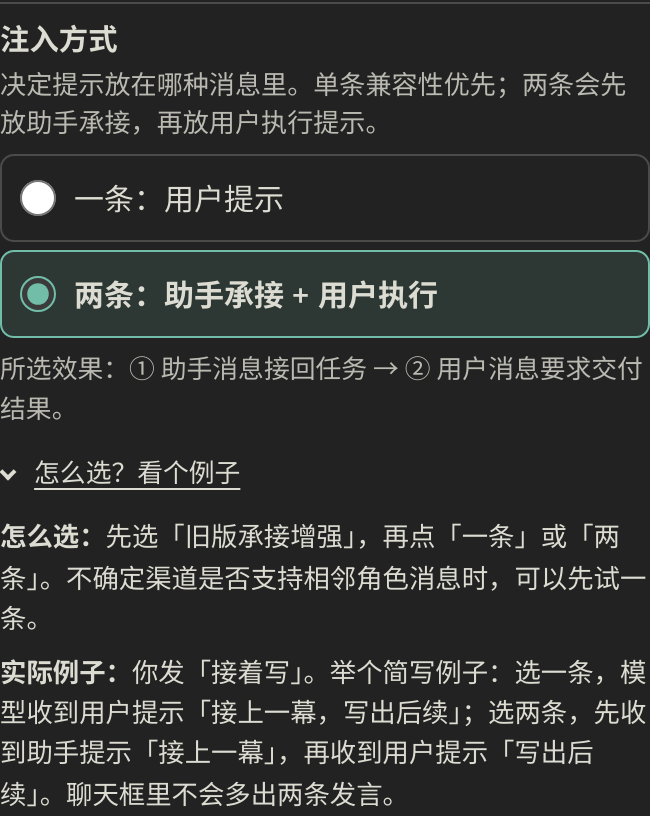 注入方式
决定提示放在哪种消息里。单条兼容性优先；两条会先
放助手承接，再放用户执行提示。
一条：用户提示
两条：助手承接 + 用户执行
所选效果：① 助手消息接回任务 → ② 用户消息要求交付
结果。
怎么选？看个例子
怎么选：先选「旧版承接增强」，再点「一条」或「两
条」。不确定渠道是否支持相邻角色消息时，可以先试一
条。
实际例子：你发「接着写」。举个简写例子：选一条，模
型收到用户提示「接上一幕，写出后续」；选两条，先收
到助手提示「接上一幕」，再收到用户提示「写出后
续」。聊天框里不会多出两条发言。